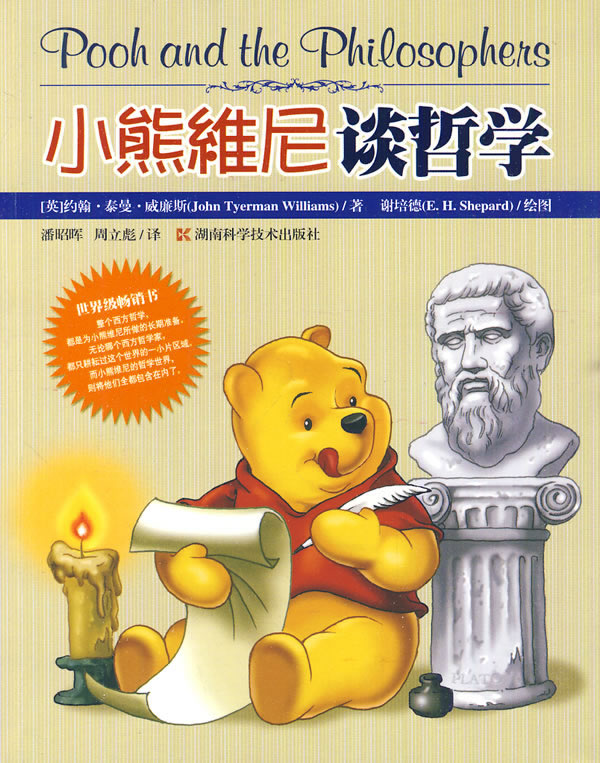 Pooh and the Philosophers
小熊維尼谈哲学
[英]约翰·泰曼·威廉斯(John Tyerman Williams)/著 谢培德(E. H. Shepard)/绘图
潘昭晖 周立彪/译 湖南科学技术出版社
世界级畅销书
整个西方哲学,
都是为小熊维尼所做的长期准备。
无论哪个西方哲学家,
都只耕耘过这个世界的一小片区域,
而小熊维尼的哲学世界,
则将他们全都包含在内了。
PLATO